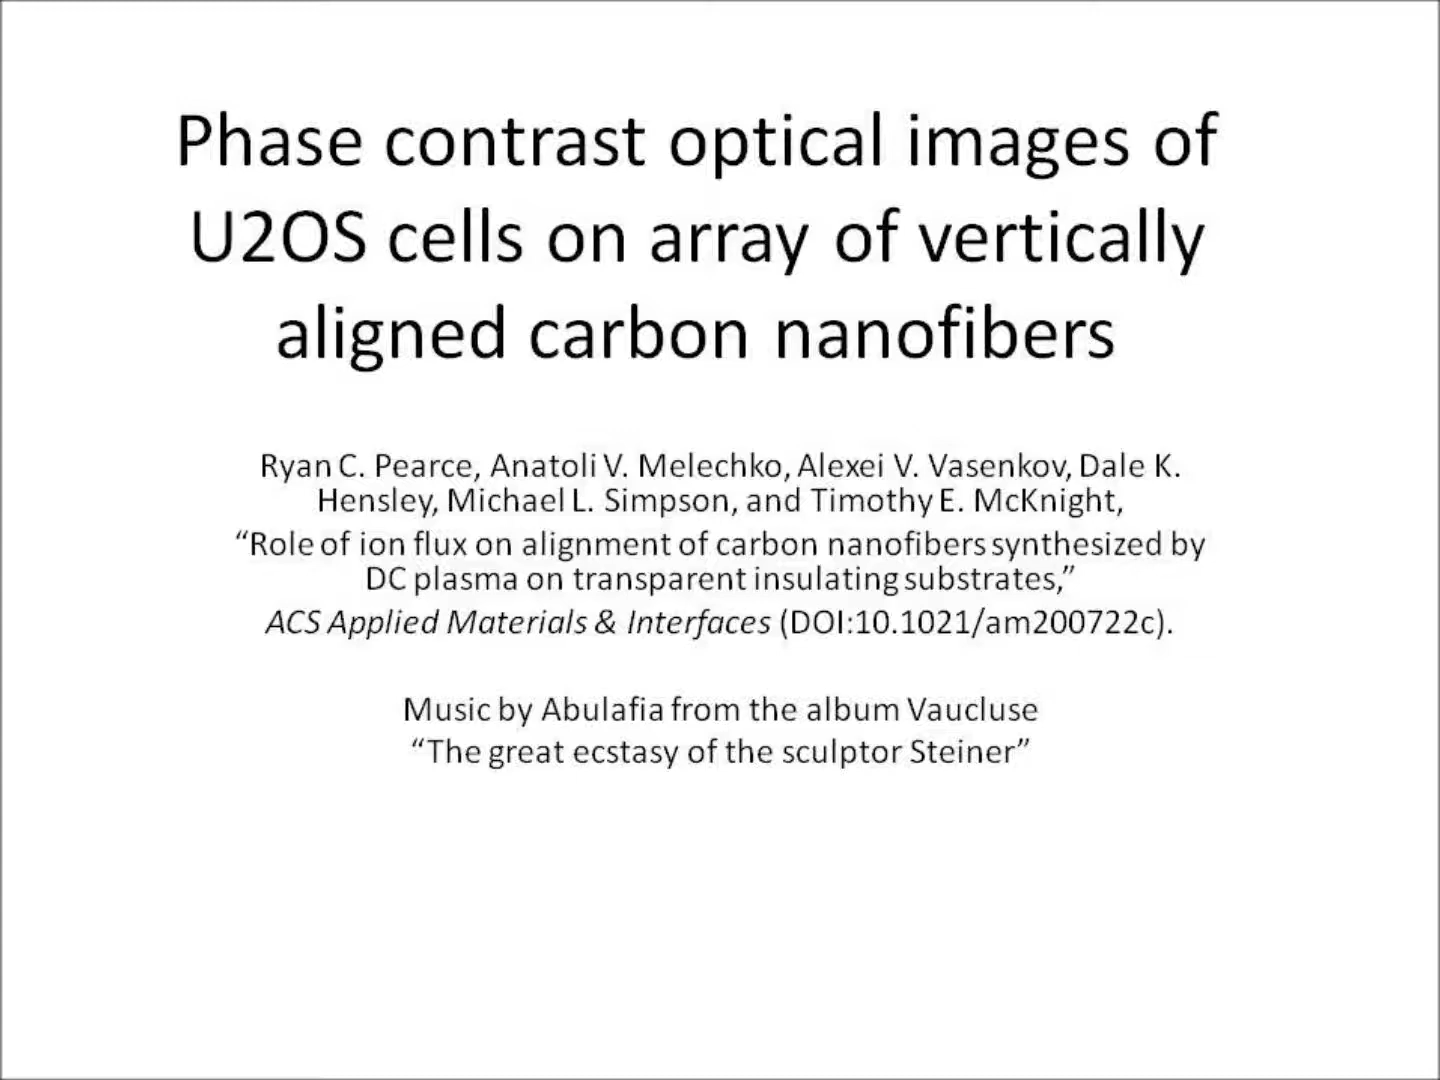 Phase contrast optical images of
U2OS cells on array of vertically
aligned carbon nanofibers
Ryan C. Pearce, Anatoli V. Melechko, Alexei V. Vasenkov, Dale K.
Hensley, Michael L. Simpson, and Timothy E. McKnight,
“Role of ion flux on alignment of carbon nanofibers synthesized by
DC plasma on transparent insulating substrates,”
ACS Applied Materials & Interfaces (DOI:10.1021/am200722c).
Music by Abulafia from the album Vaucluse
“The great ecstasy of the sculptor Steiner”